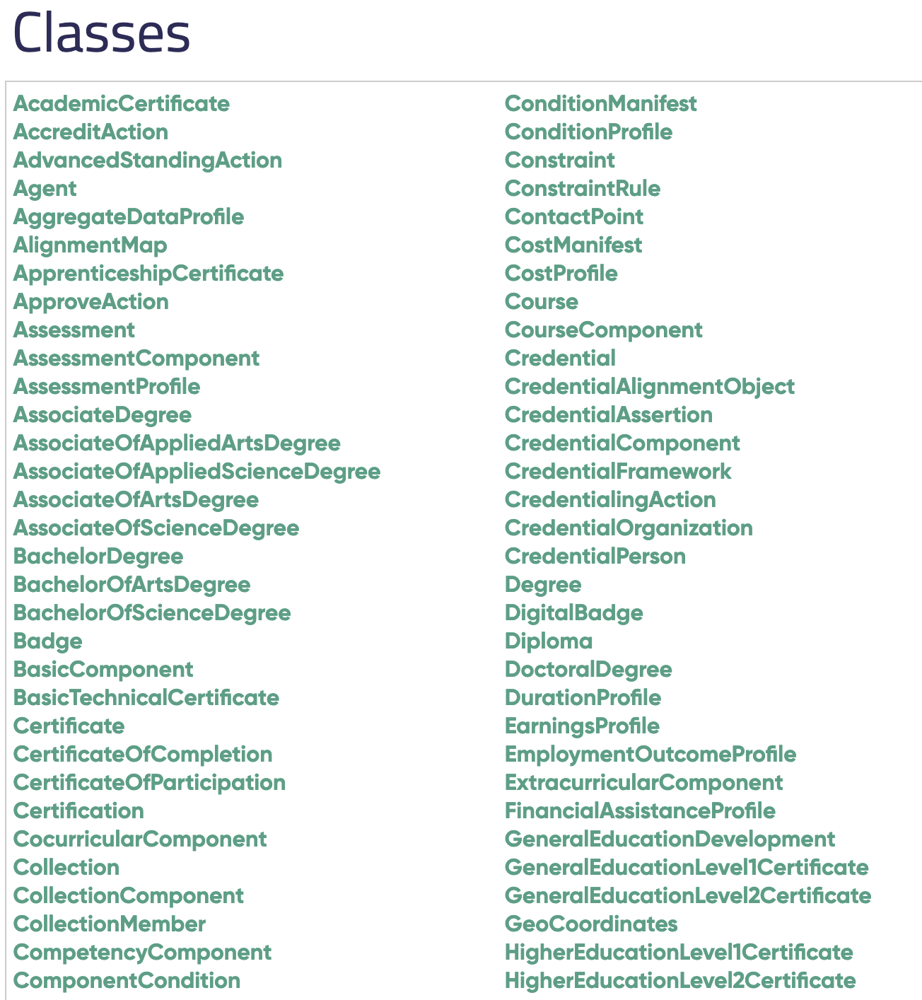 Classes
AcademicCertificate
AccreditAction
AdvancedStandingAction
Agent
AggregateDataProfile
AlignmentMap
ApprenticeshipCertificate
ApproveAction
Assessment
AssessmentComponent
AssessmentProfile
AssociateDegree
AssociateOfAppliedArtsDegree
AssociateOfAppliedScienceDegree
AssociateOfArtsDegree
AssociateOfScienceDegree
BachelorDegree
BachelorOfArtsDegree
BachelorOfScienceDegree
Badge
BasicComponent
BasicTechnicalCertificate
Certificate
CertificateOfCompletion
CertificateOfParticipation
Certification
CocurricularComponent
Collection
CollectionComponent
CollectionMember
CompetencyComponent
ComponentCondition
ConditionManifest
ConditionProfile
Constraint
ConstraintRule
ContactPoint
CostManifest
CostProfile
Course
CourseComponent
Credential
CredentialAlignmentObject
CredentialAssertion
CredentialComponent
CredentialFramework
CredentialingAction
CredentialOrganization
CredentialPerson
Degree
DigitalBadge
Diploma
DoctoralDegree
DurationProfile
EarningsProfile
EmploymentOutcomeProfile
ExtracurricularComponent
FinancialAssistanceProfile
GeneralEducationDevelopment
GeneralEducationLevel1Certificate
GeneralEducationLevel2Certificate
GeoCoordinates
HigherEducationLevel1Certificate
HigherEducationLevel2Certificate